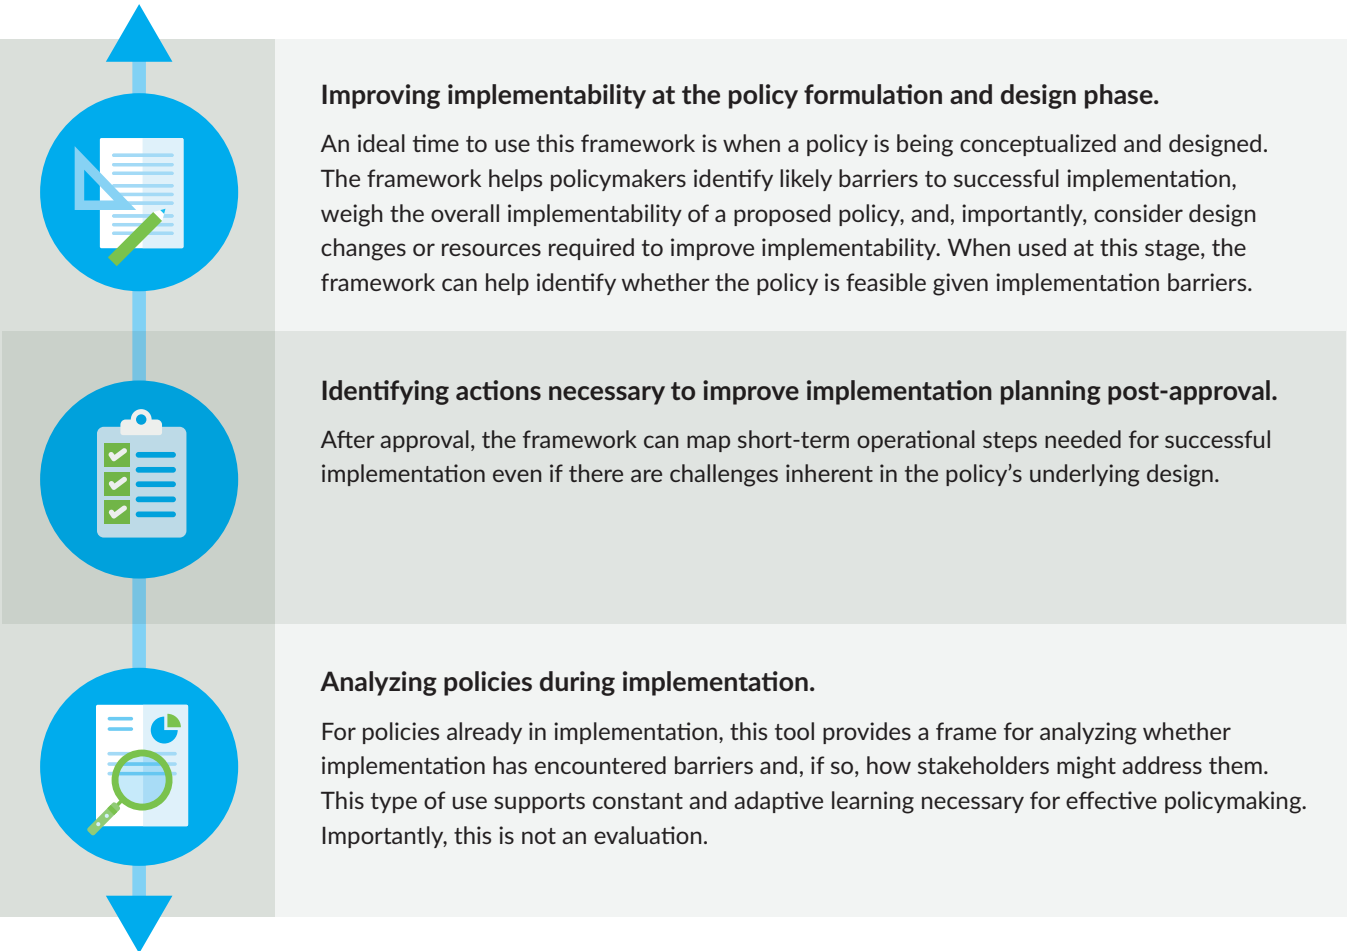 Improving implementability at the policy formulation and design phase.
An ideal time to use this framework is when a policy is being conceptualized and designed.
The framework helps policymakers identify likely barriers to successful implementation,
weigh the overall implementability of a proposed policy, and, importantly, consider design
changes or resources required to improve implementability. When used at this stage, the
framework can help identify whether the policy is feasible given implementation barriers.
Identifying actions necessary to improve implementation planning post-approval.
After approval, the framework can map short-term operational steps needed for successful
implementation even if there are challenges inherent in the policy’s underlying design.
Analyzing policies during implementation.
For policies already in implementation, this tool provides a frame for analyzing whether
implementation has encountered barriers and, if so, how stakeholders might address them.
This type of use supports constant and adaptive learning necessary for effective policymaking.
Importantly, this is not an evaluation.